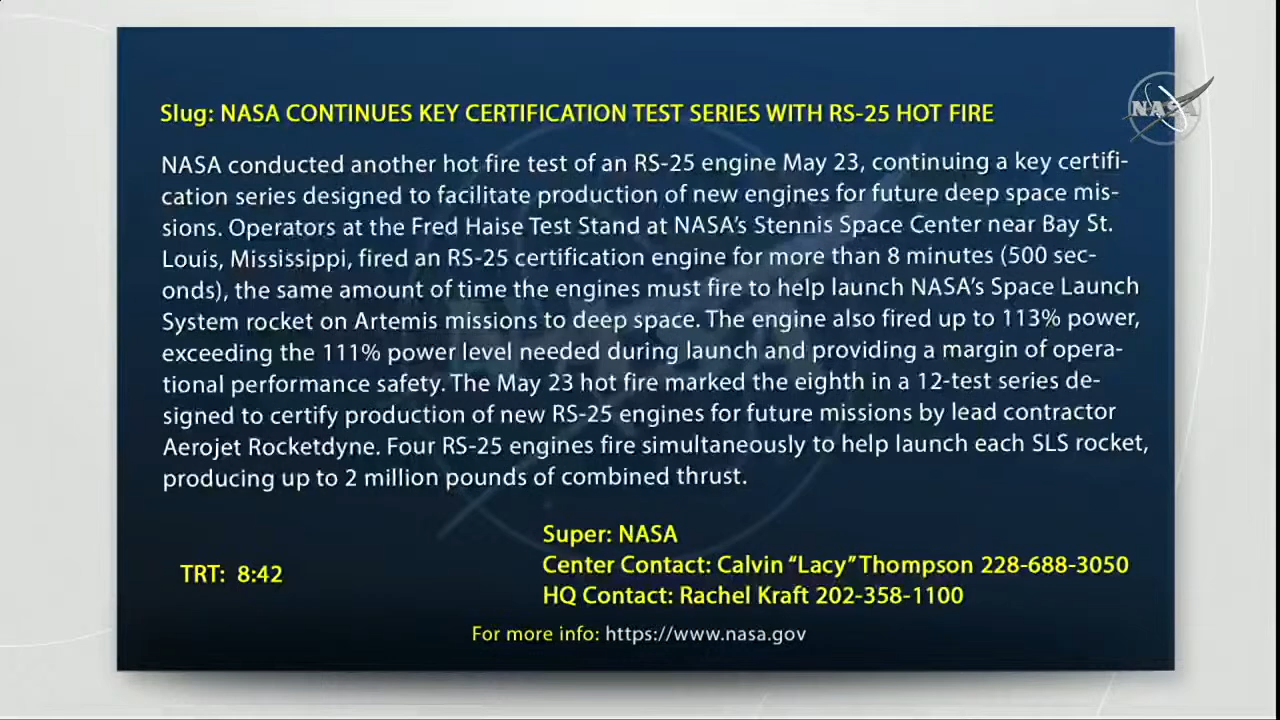 Slug: NASA CONTINUES KEY CERTIFICATION TEST SERIES WITH RS-25 HOT FIRE
NASA
NASA conducted another hot fire test of an RS-25 engine May 23, continuing a key certifi-
cation series designed to facilitate production of new engines for future deep space mis-
sions. Operators at the Fred Haise Test Stand at NASA’s Stennis Space Center near Bay St.
Louis, Mississippi, fired an RS-25 certification engine for more than 8 minutes (500 sec-
onds), the same amount of time the engines must fire to help launch NASA’s Space Launch
System rocket on Artemis missions to deep space. The engine also fired up to 113% power,
exceeding the 111% power level needed during launch and providing a margin of opera-
tional performance safety. The May 23 hot fire marked the eighth in a 12-test series de-
signed to certify production of new RS-25 engines for future missions by lead contractor
Aerojet Rocketdyne. Four RS-25 engines fire simultaneously to help launch each SLS rocket,
producing up to 2 million pounds of combined thrust.
TRT: 8:42
Super: NASA
Center Contact: Calvin “Lacy” Thompson 228-688-3050
HQ Contact: Rachel Kraft 202-358-1100
For more info: https://www.nasa.gov